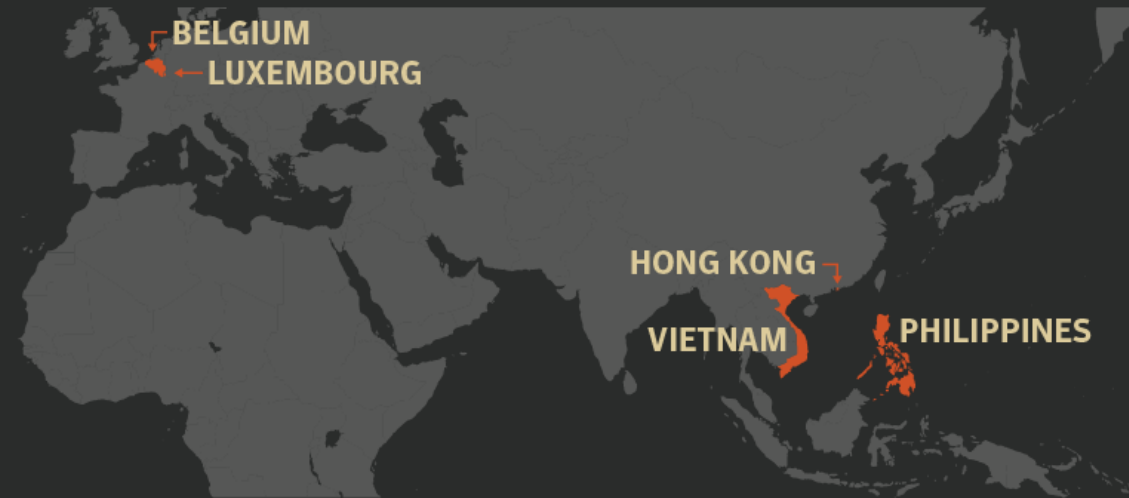 BELGIUM
LUXEMBOURG
HONG KONG
VIETNAM
PHILIPPINES